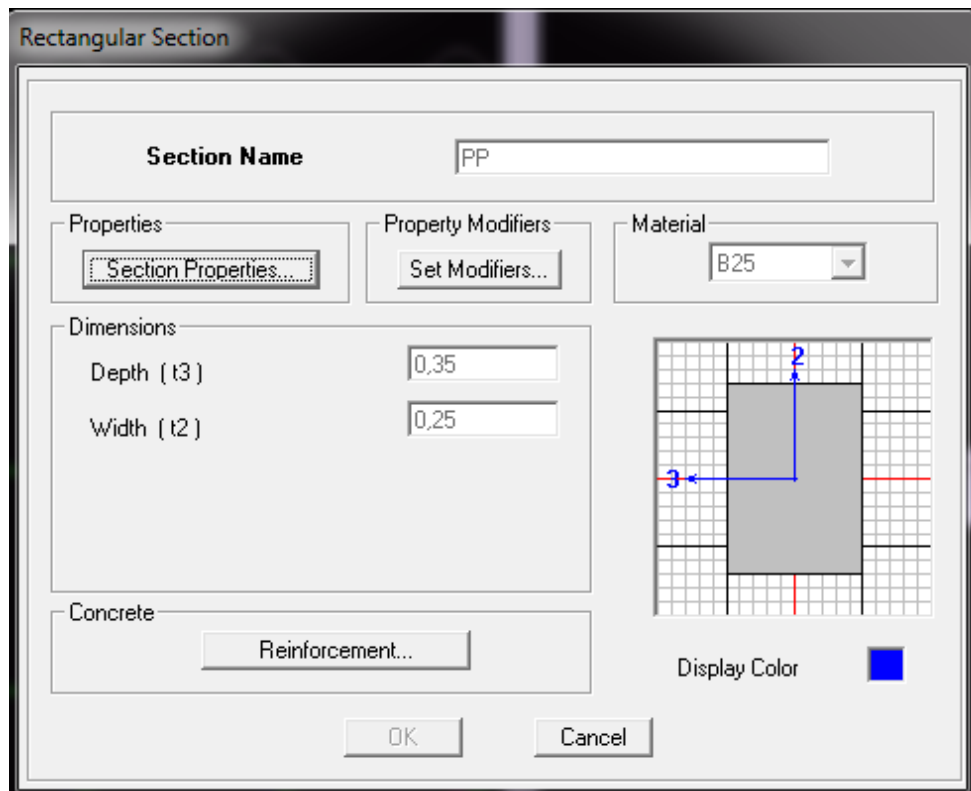 Rectangular Section
Section Name PP
Properties Property Modifiers Material
Section Properties... Set Modifiers... B25
Dimensions
Depth ( t3 ) 0,35
Width ( t2 ) 0,25
2
3
Concrete
Reinforcement...
Display Color
OK Cancel